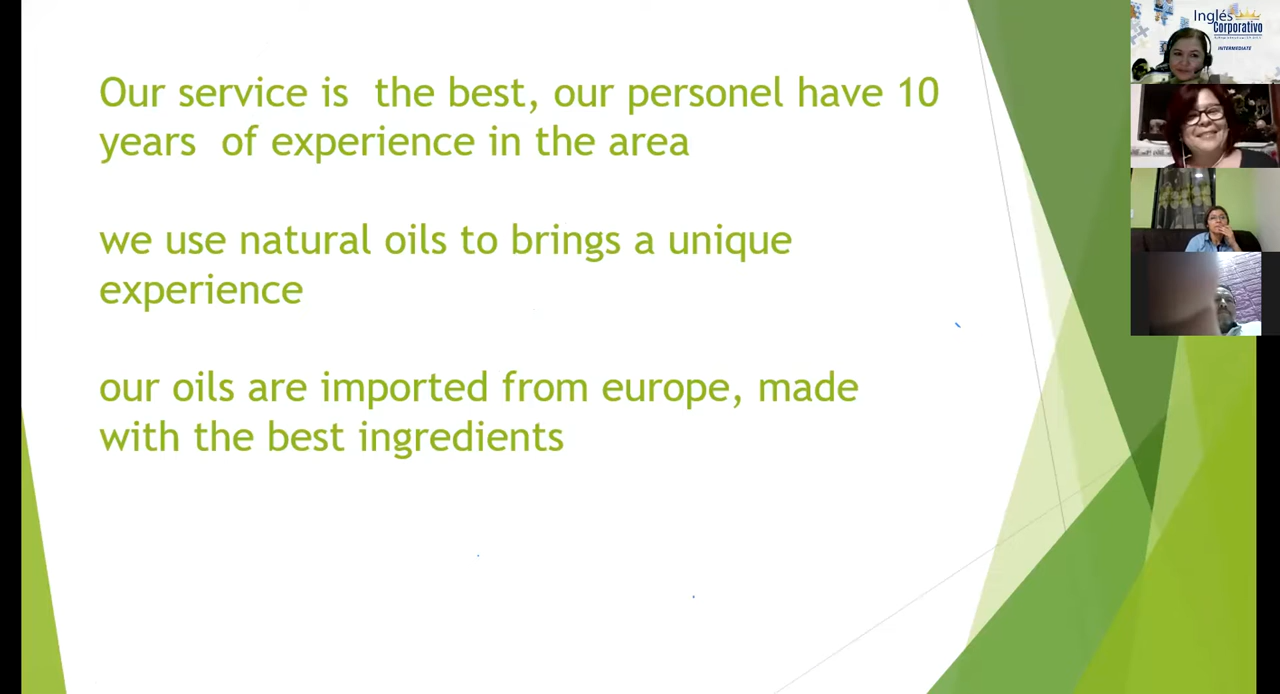 Our service is the best, our personel have 10
years of experience in the area
we use natural oils to brings a unique
experience
our oils are imported from europe, made
with the best ingredients
Inglés
Corporativo
INTERMEDIATE